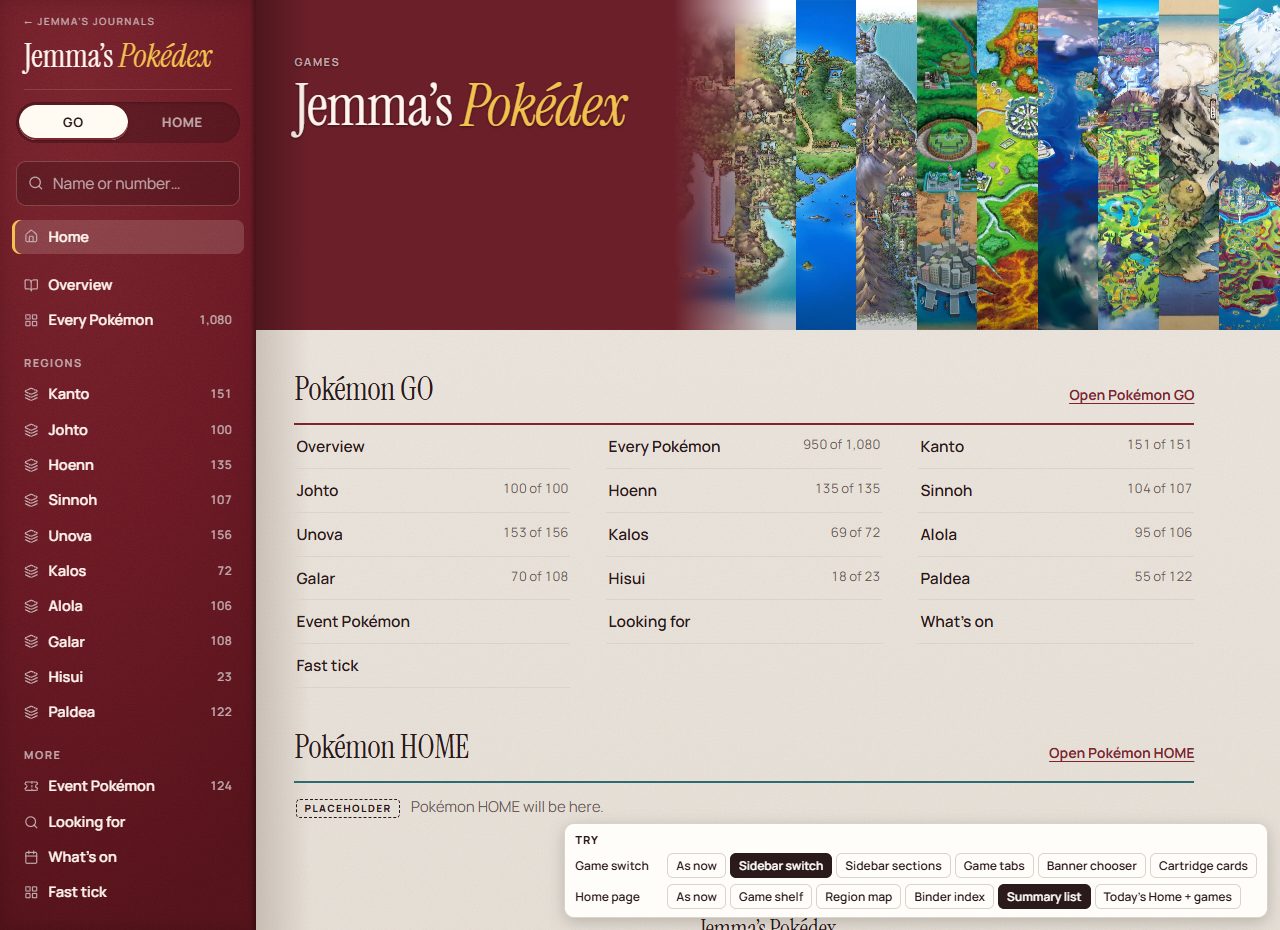 ← JEMMA'S JOURNALS
Jemma's Pokédex
GO HOME
Name or number...
Home
Overview
Every Pokémon 1,080
REGIONS
Kanto 151
Johto 100
Hoenn 135
Sinnoh 107
Unova 156
Kalos 72
Alola 106
Galar 108
Hisui 23
Paldea 122
MORE
Event Pokémon 124
Looking for
What's on
Fast tick
GAMES
Jemma's Pokédex
Pokémon GO Open Pokémon GO
Overview Every Pokémon 950 of 1,080 Kanto 151 of 151
Johto 100 of 100 Hoenn 135 of 135 Sinnoh 104 of 107
Unova 153 of 156 Kalos 69 of 72 Alola 95 of 106
Galar 70 of 108 Hisui 18 of 23 Paldea 55 of 122
Event Pokémon Looking for What's on
Fast tick
Pokémon HOME Open Pokémon HOME
PLACEHOLDER Pokémon HOME will be here.
TRY
Game switch As now Sidebar switch Sidebar sections Game tabs Banner chooser Cartridge cards
Home page As now Game shelf Region map Binder index Summary list Today's Home + games
Jemma's Pokédex